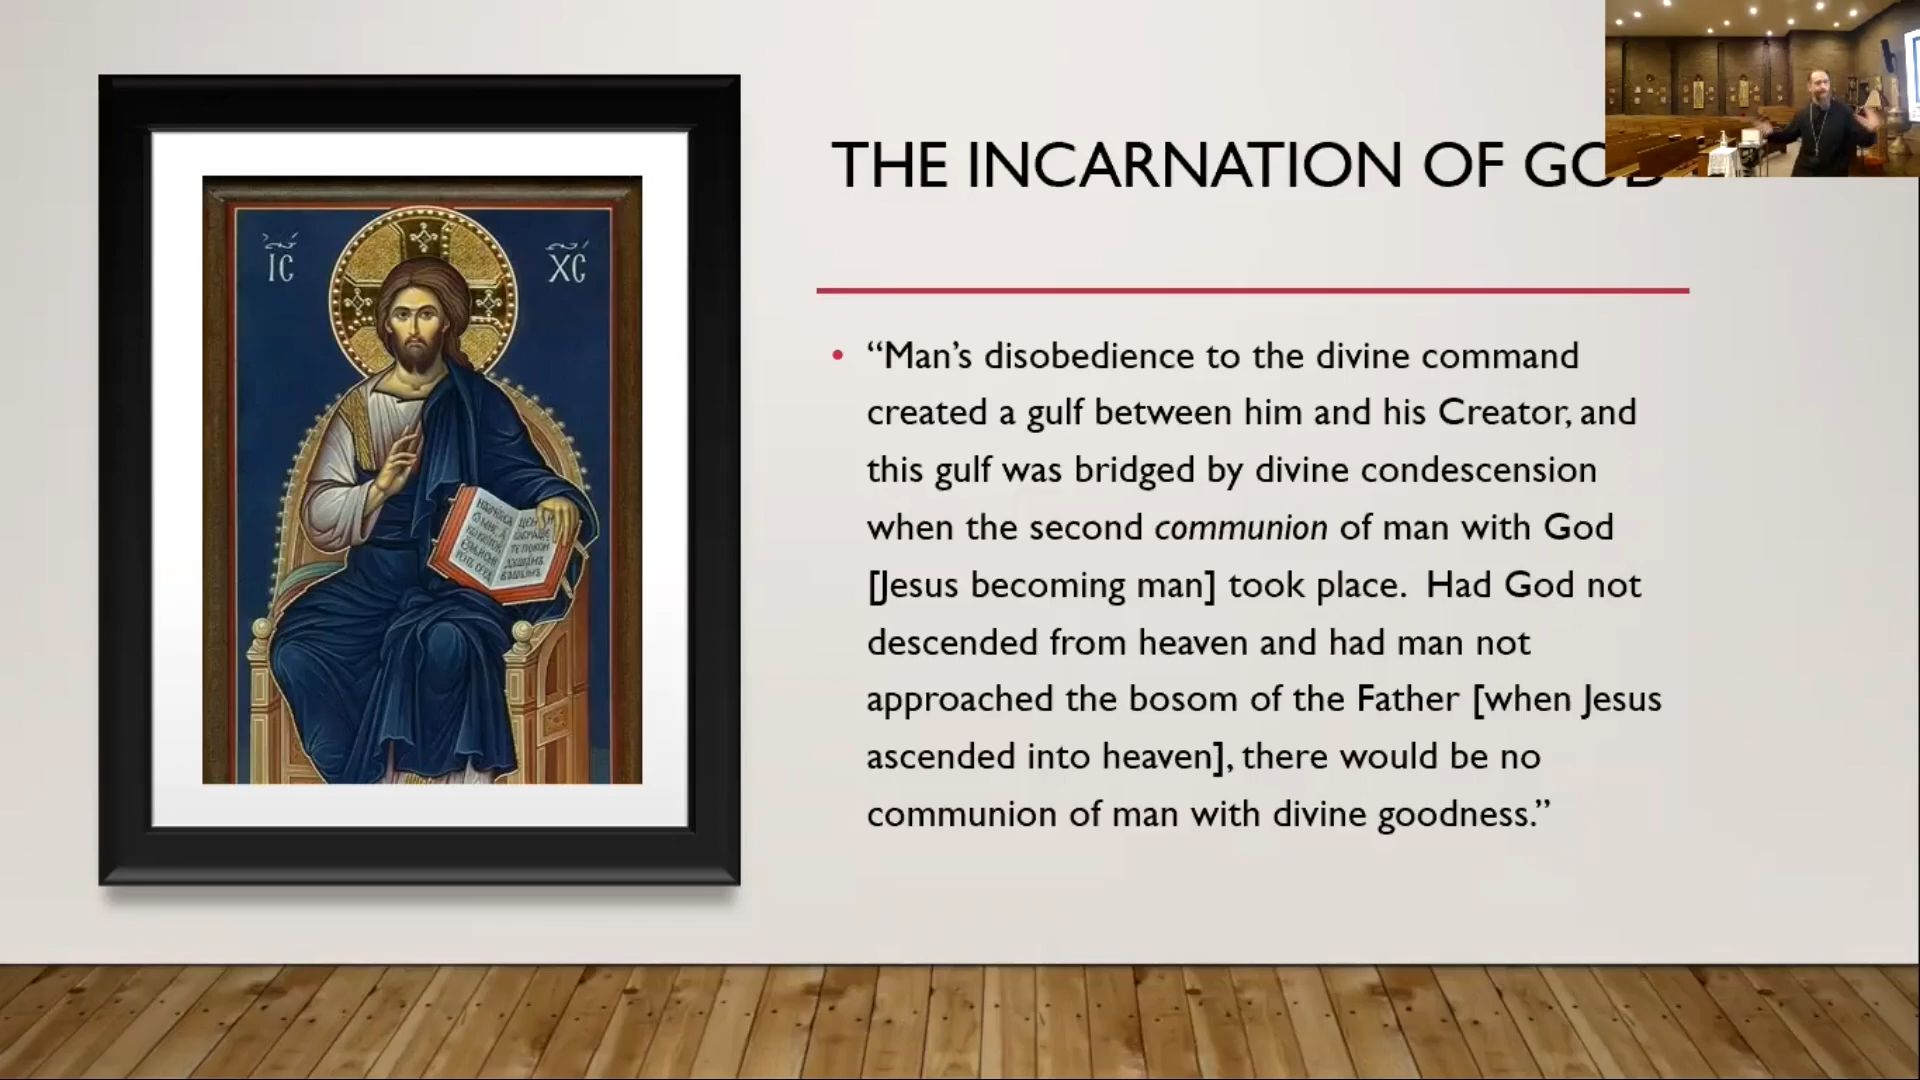 THE INCARNATION OF GOD
• “Man’s disobedience to the divine command
created a gulf between him and his Creator, and
this gulf was bridged by divine condescension
when the second communion of man with God
[Jesus becoming man] took place.  Had God not
descended from heaven and had man not
approached the bosom of the Father [when Jesus
ascended into heaven], there would be no
communion of man with divine goodness.”
IC
XC